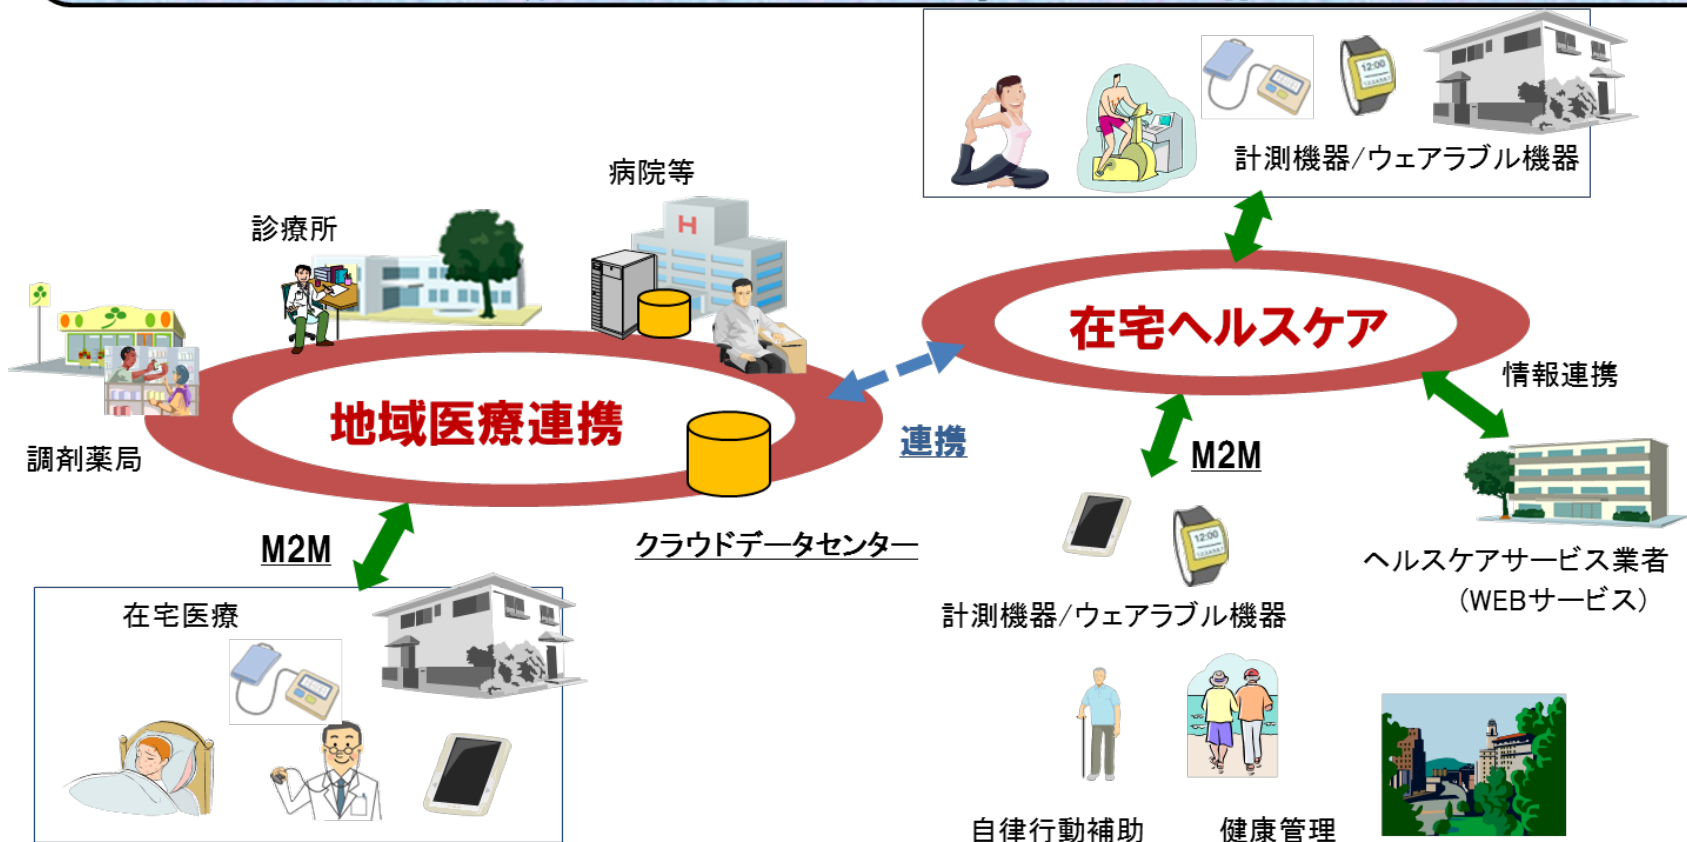 計測機器/ウェアラブル機器
病院等
診療所
H
調剤薬局
地域医療連携
在宅ヘルスケア
連携
情報連携
M2M
M2M
クラウドデータセンター
在宅医療
計測機器/ウェアラブル機器
ヘルスケアサービス業者
(WEBサービス)
自律行動補助
健康管理
12:00
12:00